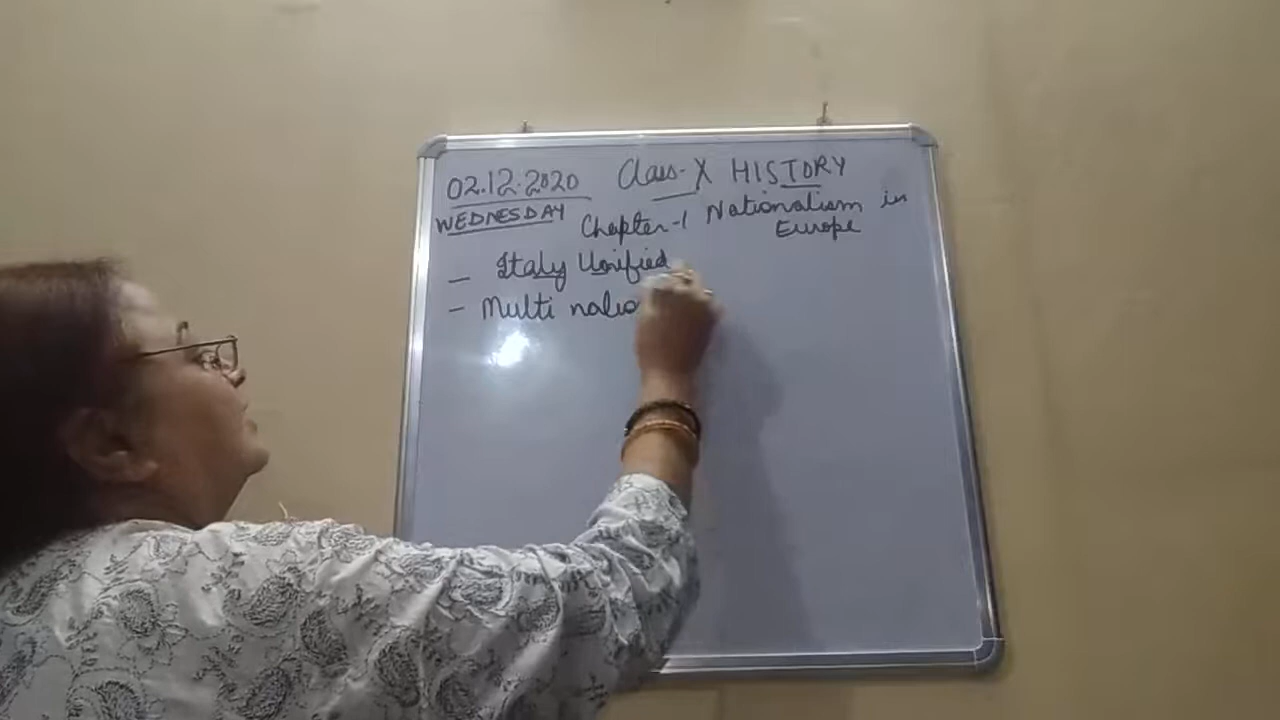 02.12.2020 Class-X HISTORY
WEDNESDAY Chapter-1 Nationalism in
Europe
- Italy Unified
- Multi natio